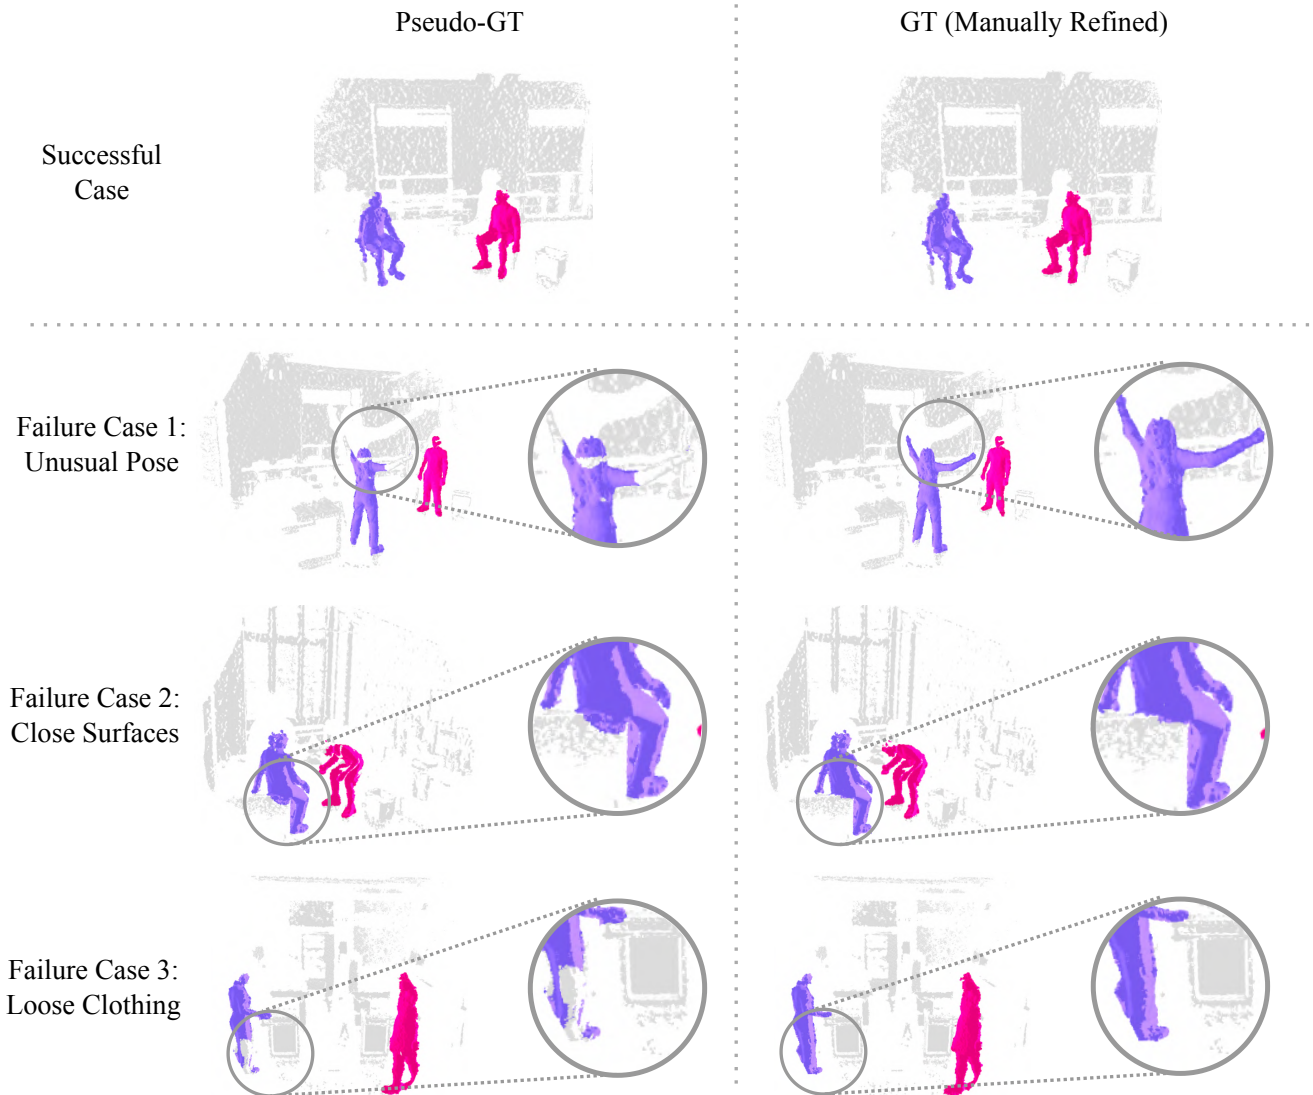 Pseudo-GT
GT (Manually Refined)
Successful
Case
Failure Case 1:
Unusual Pose
Failure Case 2:
Close Surfaces
Failure Case 3:
Loose Clothing